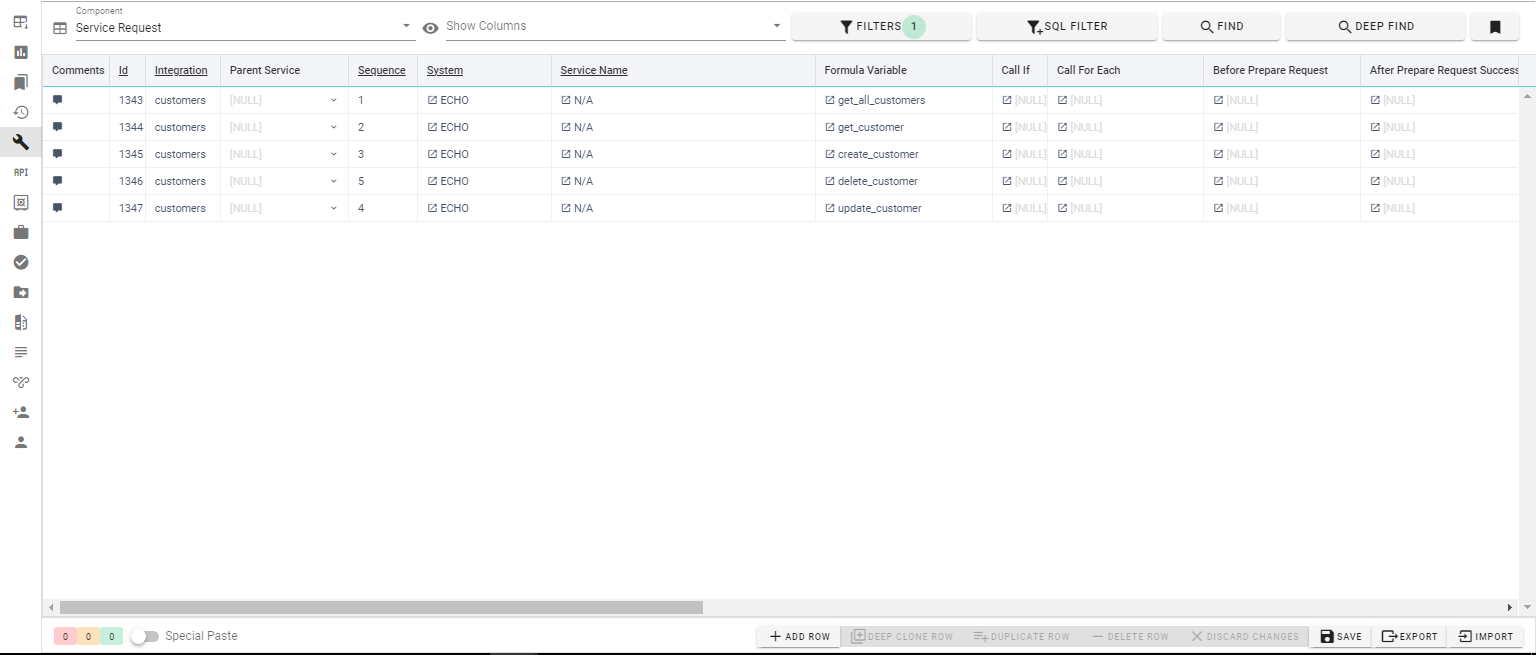 Component
Service Request
Show Columns
FILTERS 1
SQL FILTER
FIND
DEEP FIND
Comments Id Integration Parent Service Sequence System Service Name Formula Variable Call If Call For Each Before Prepare Request After Prepare Request Success
1343 customers [NULL] 1 ECHO N/A get_all_customers [NULL] [NULL] [NULL] [NULL]
1344 customers [NULL] 2 ECHO N/A get_customer [NULL] [NULL] [NULL] [NULL]
1345 customers [NULL] 3 ECHO N/A create_customer [NULL] [NULL] [NULL] [NULL]
1346 customers [NULL] 5 ECHO N/A delete_customer [NULL] [NULL] [NULL] [NULL]
1347 customers [NULL] 4 ECHO N/A update_customer [NULL] [NULL] [NULL] [NULL]
API
0 0 0 Special Paste ADD ROW DEEP CLONE ROW DUPLICATE ROW DELETE ROW DISCARD CHANGES SAVE EXPORT IMPORT